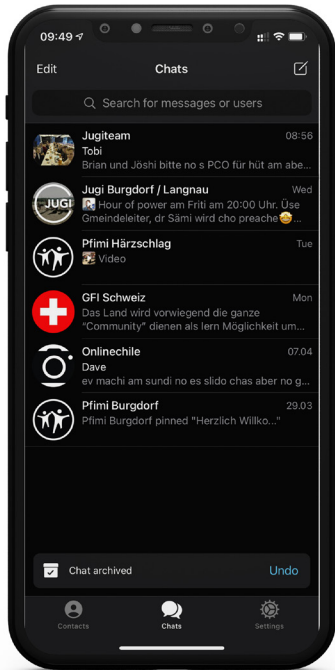 09:49
Edit
Chats
Search for messages or users
Jugiteam
08:56
Tobi
Brian und Jöshi bitte no s PCO für hüt am abe...
JUGI
Jugi Burgdorf / Langnau
Wed
Hour of power am Friti am 20:00 Uhr. Üse
Gmeindeleiter, dr Sämi wird cho preache🤩...
Pfimi Härzschlag
Tue
Video
GFI Schweiz
Mon
Das Land wird vorwiegend die ganze
"Community" dienen als lern Möglichkeit um...
Onlinechile
07.04
Dave
ev machi am sundi no es slido chas aber no g...
Pfimi Burgdorf
29.03
Pfimi Burgdorf pinned "Herzlich Willko..."
Chat archived
Undo
Contacts
Chats
Settings